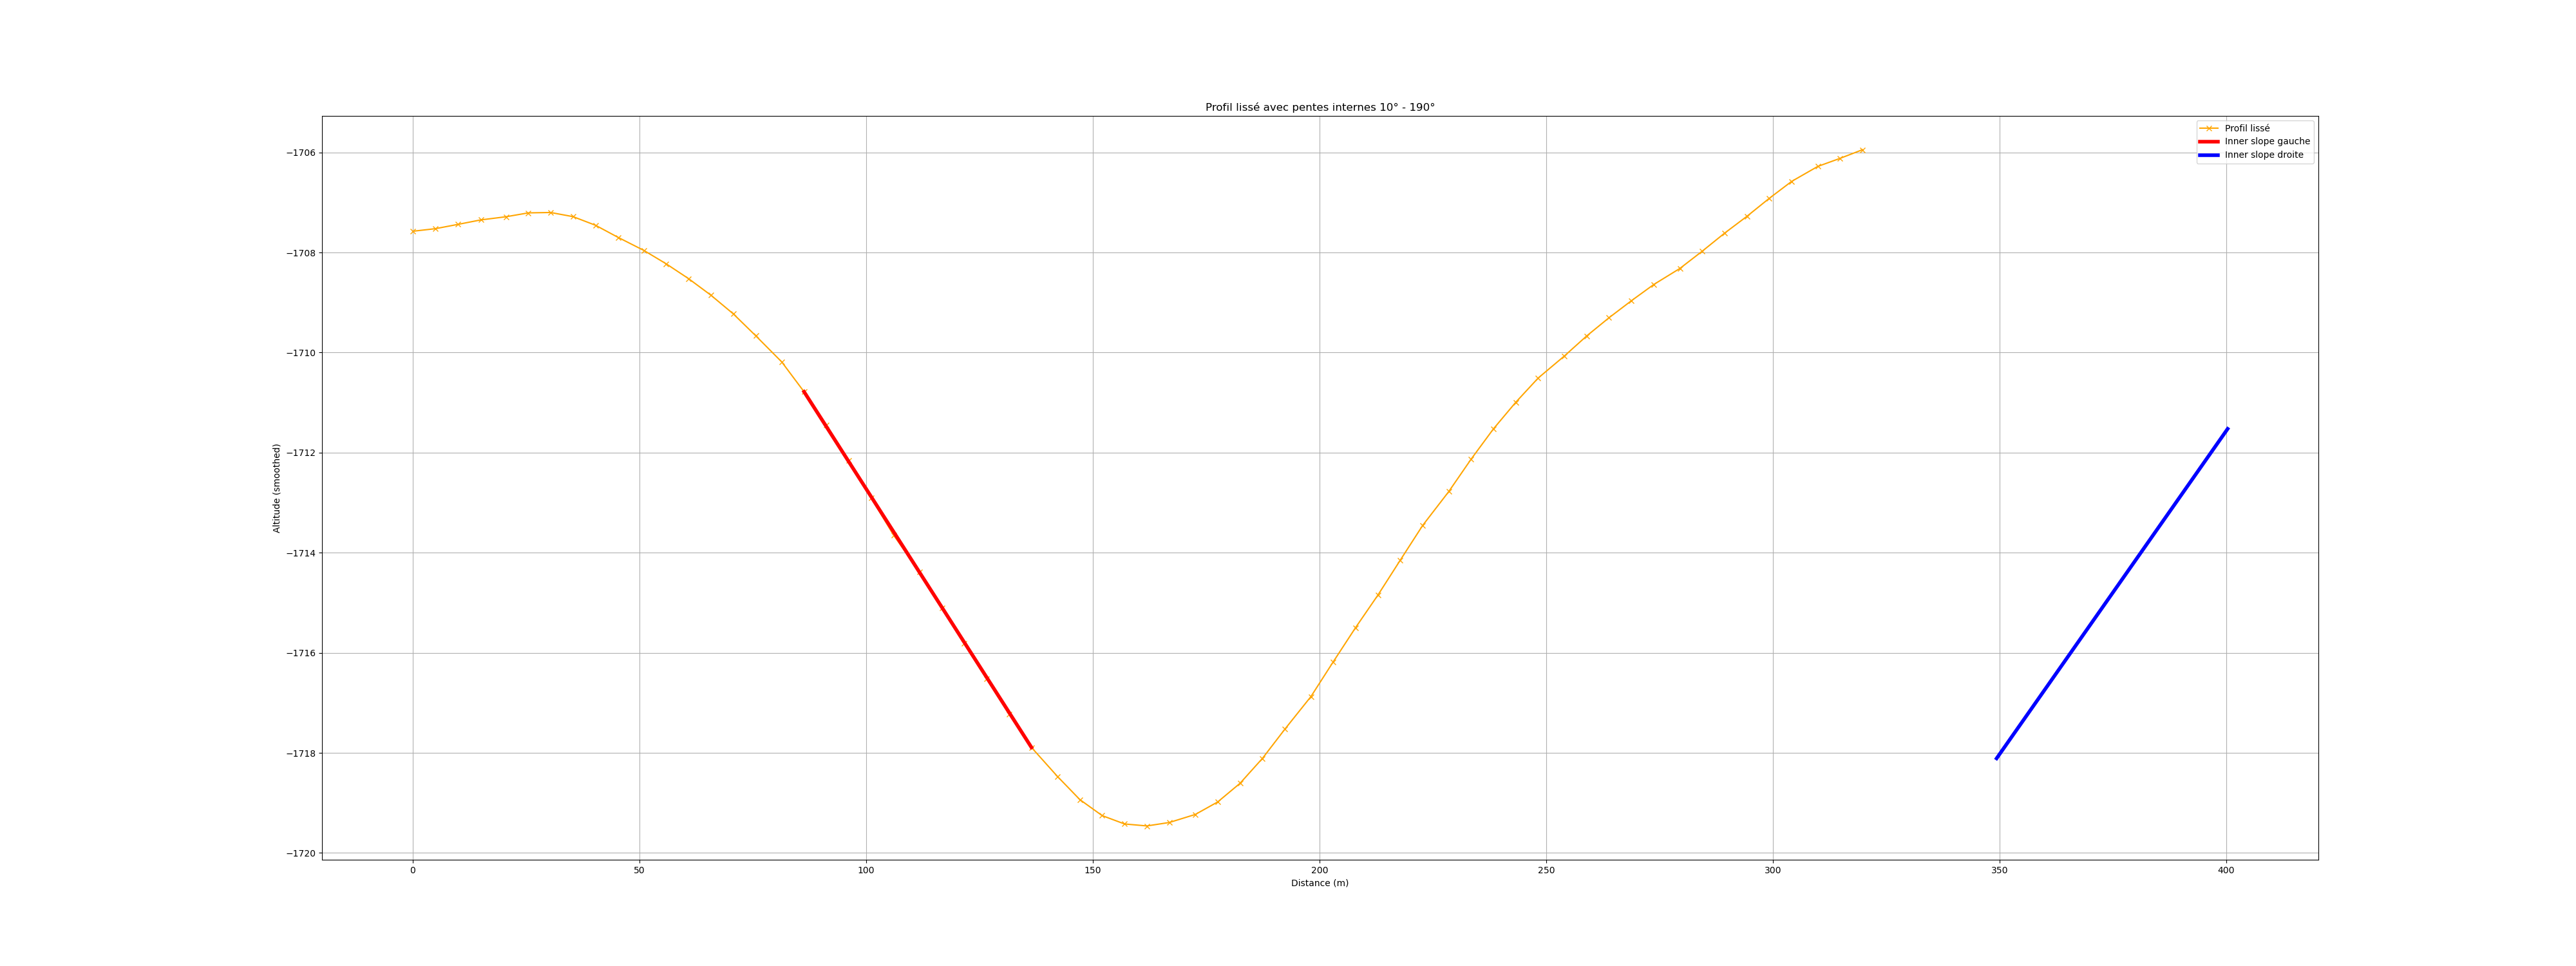 Profil lissé avec pentes internes 10° - 190°
Profil lissé
Inner slope gauche
Inner slope droite
Altitude (smoothed)
−1706
−1708
−1710
−1712
−1714
−1716
−1718
−1720
0 50 100 150 200 250 300 350 400
Distance (m)